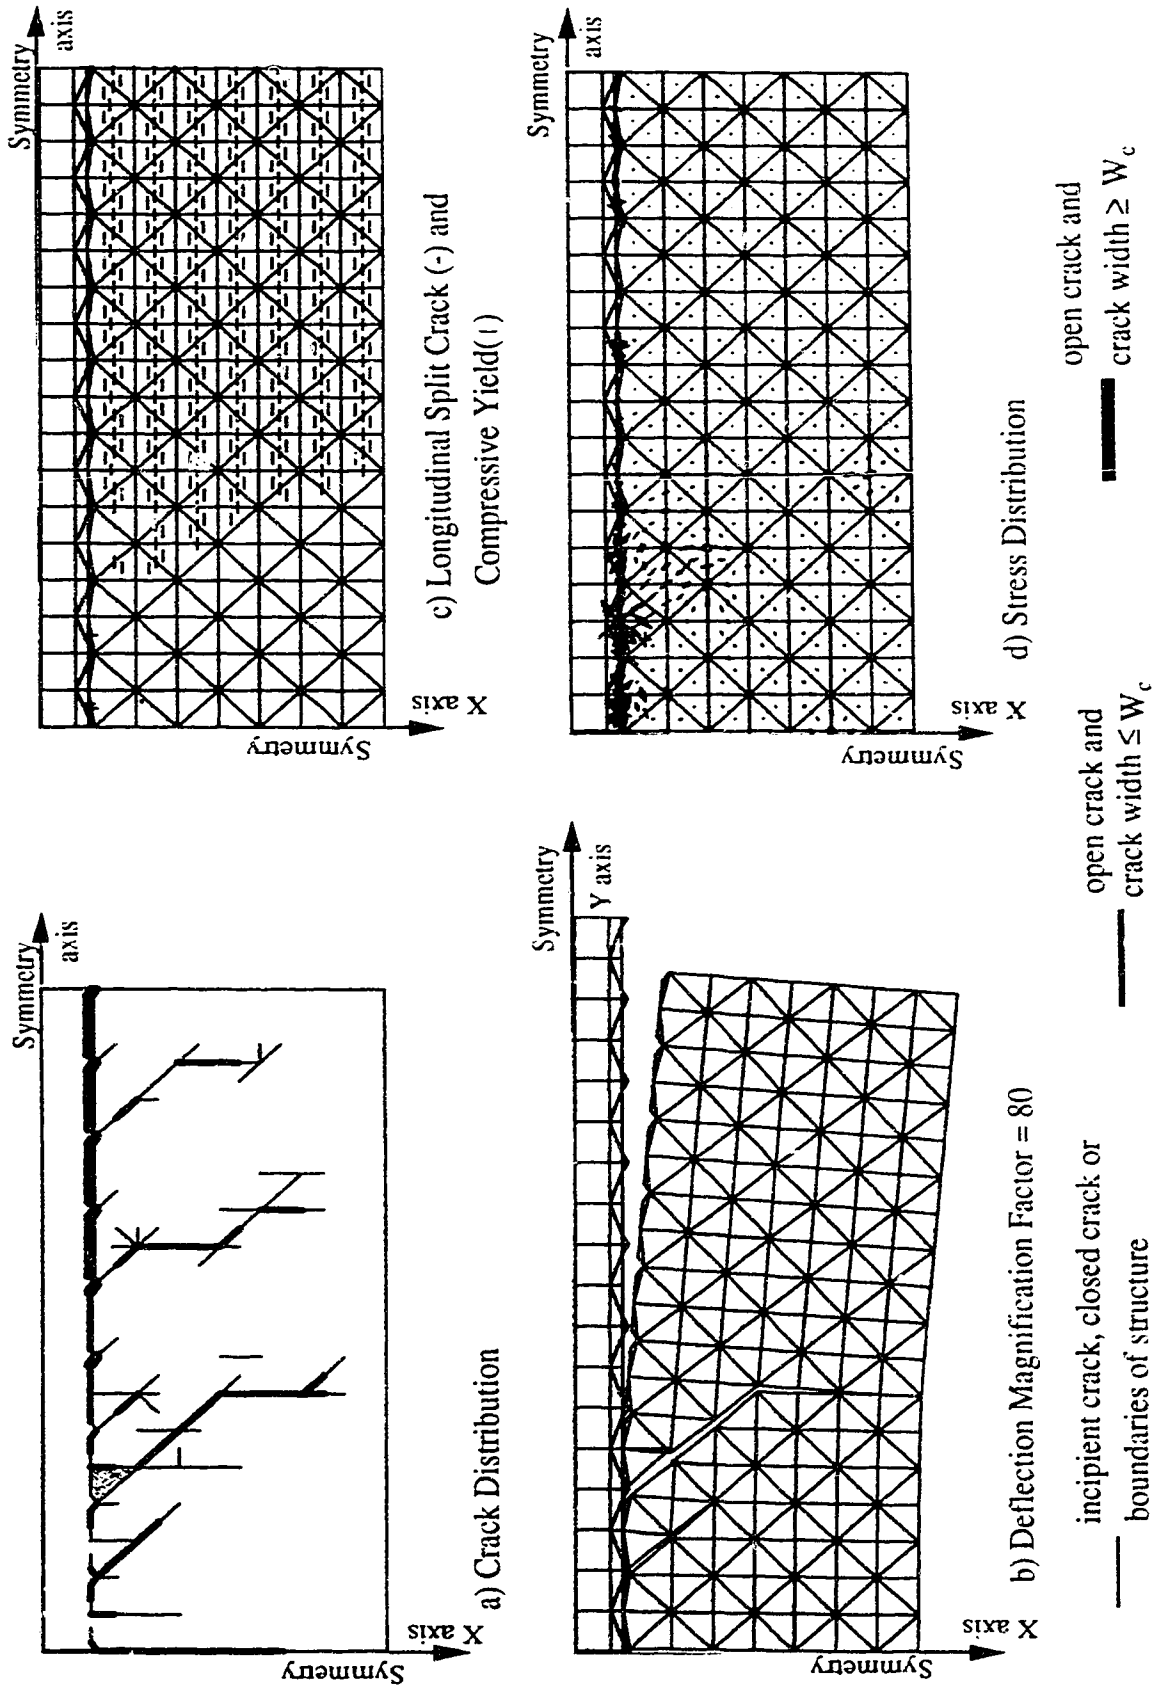 Symmetry
axis
X axis
Symmetry
a) Crack Distribution
Symmetry
Y axis
X axis
Symmetry
b) Deflection Magnification Factor = 80
Symmetry
axis
X axis
Symmetry
c) Longitudinal Split Crack (-) and
Compressive Yield(ı)
Symmetry
axis
X axis
Symmetry
d) Stress Distribution
incipient crack, closed crack or
boundaries of structure
open crack and
crack width ≤ Wc
open crack and
crack width ≥ Wc